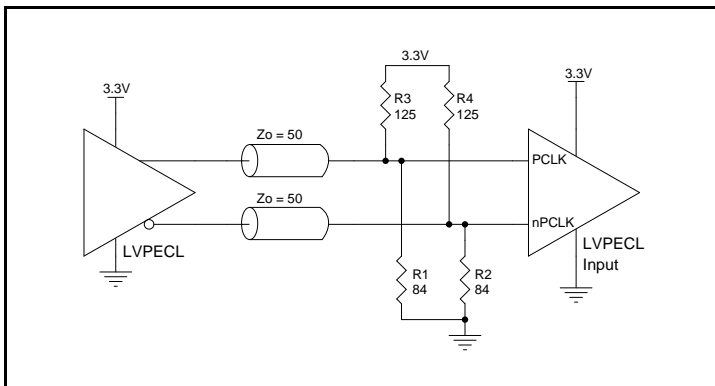 3.3V
3.3V
3.3V
R3
125
R4
125
Zo = 50
PCLK
Zo = 50
nPCLK
LVPECL
LVPECL
Input
R1
84
R2
84